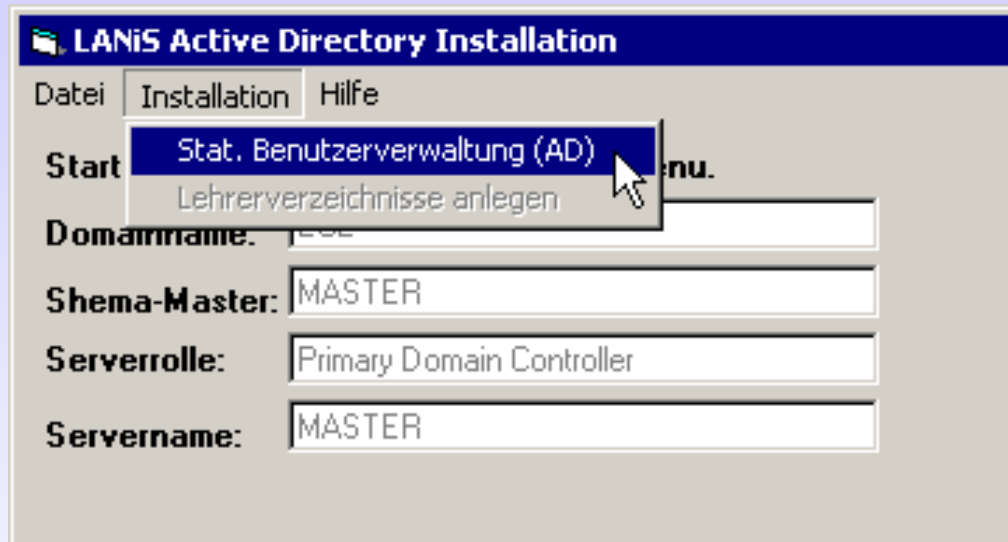 LANiS Active Directory Installation
Datei Installation Hilfe
Stat. Benutzerverwaltung (AD)
Start
Lehrerverzeichnisse anlegen
Domainname:
Shema-Master: MASTER
Serverrolle: Primary Domain Controller
Servername: MASTER